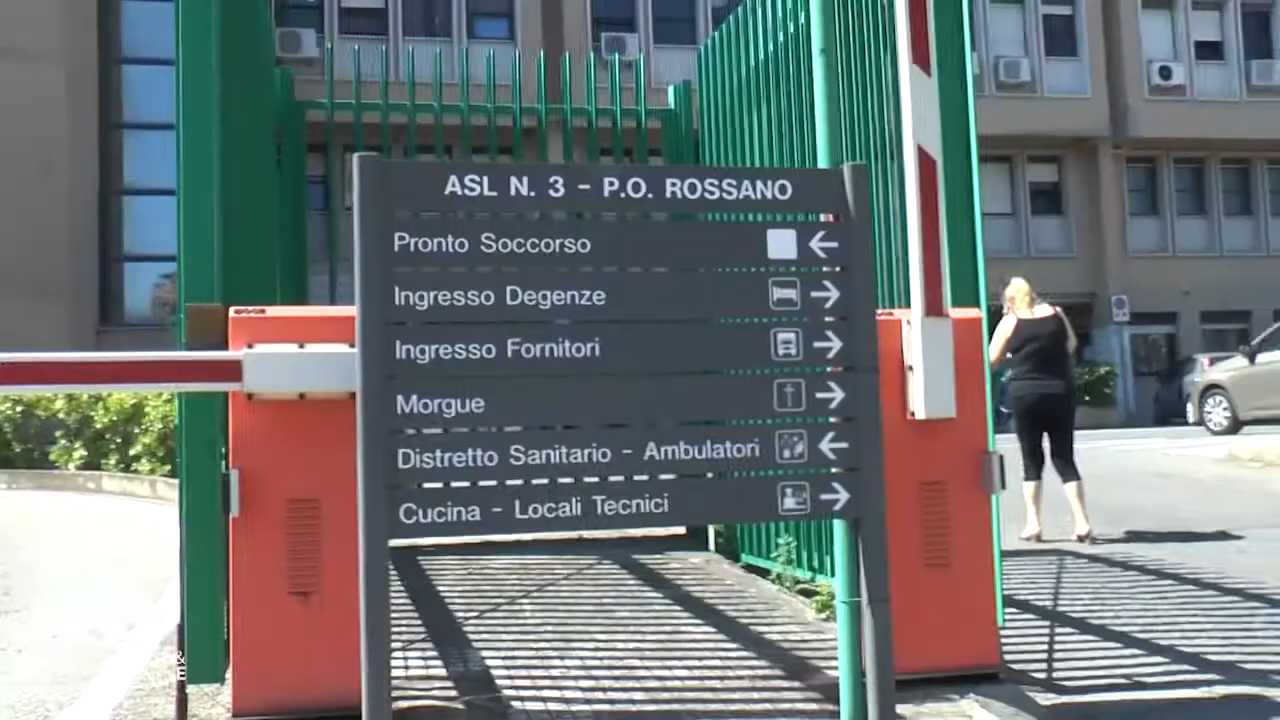 ASL N. 3 - P.O. ROSSANO
Pronto Soccorso
Ingresso Degenze
Ingresso Fornitori
Morgue
Distretto Sanitario - Ambulatori
Cucina - Locali Tecnici